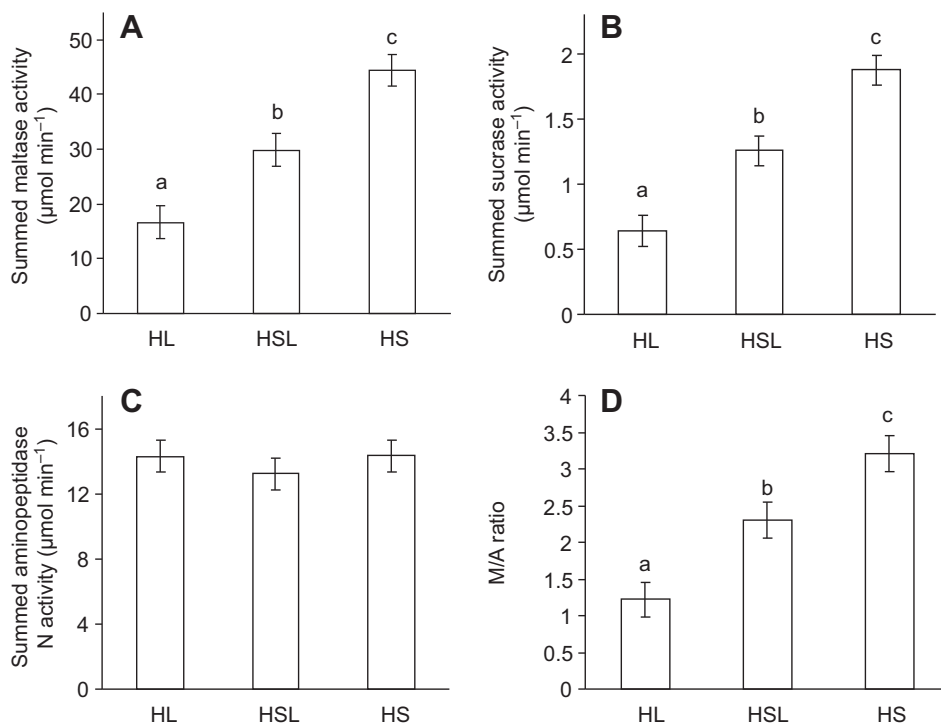 A
Summed maltase activity
(µmol min–1)
50
40
30
20
10
0
a
b
c
HL
HSL
HS
B
Summed sucrase activity
(µmol min–1)
2
1.5
1
0.5
0
a
b
c
HL
HSL
HS
C
Summed aminopeptidase
N activity (µmol min–1)
16
12
8
4
0
HL
HSL
HS
D
M/A ratio
4
3.5
3
2.5
2
1.5
1
0.5
0
a
b
c
HL
HSL
HS